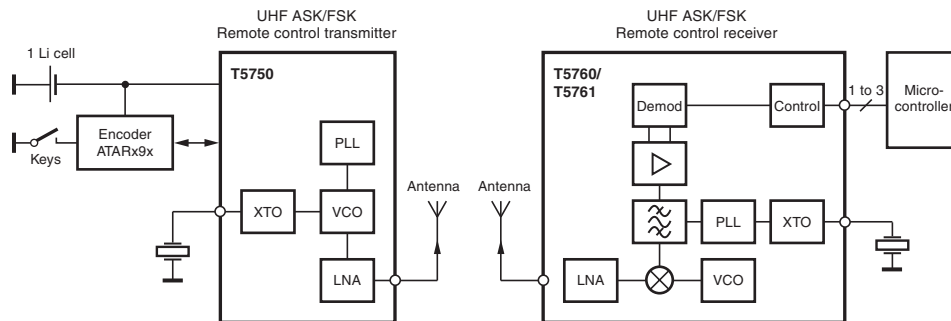 UHF ASK/FSK
Remote control transmitter
1 Li cell
T5750
Encoder
ATARx9x
Keys
PLL
XTO
VCO
LNA
Antenna
UHF ASK/FSK
Remote control receiver
Antenna
T5760/
T5761
Demod
Control
1 to 3
Micro-
controller
PLL
XTO
LNA
VCO